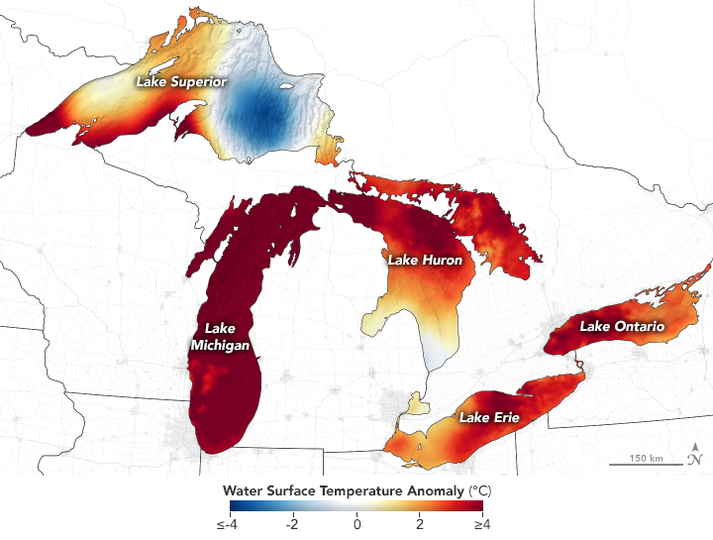 Lake Superior
Lake Huron
Lake
Michigan
Lake Ontario
Lake Erie
150 km
N
Water Surface Temperature Anomaly (°C)
≤-4 -2 0 2 ≥4